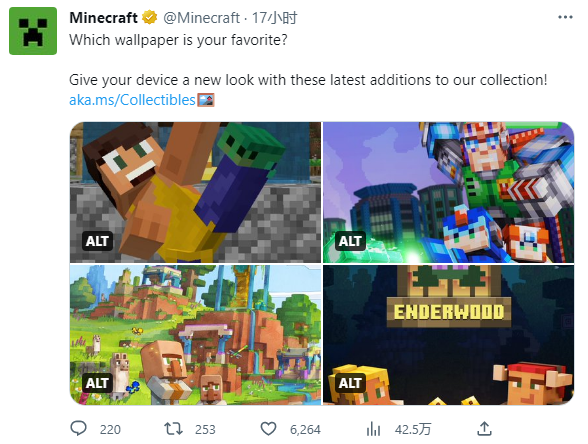 Minecraft @Minecraft · 17小时
Which wallpaper is your favorite?
Give your device a new look with these latest additions to our collection!
aka.ms/Collectibles🖼️
ALT
ALT
ENDERWOOD
ALT
ALT
220 253 6,264 42.5万